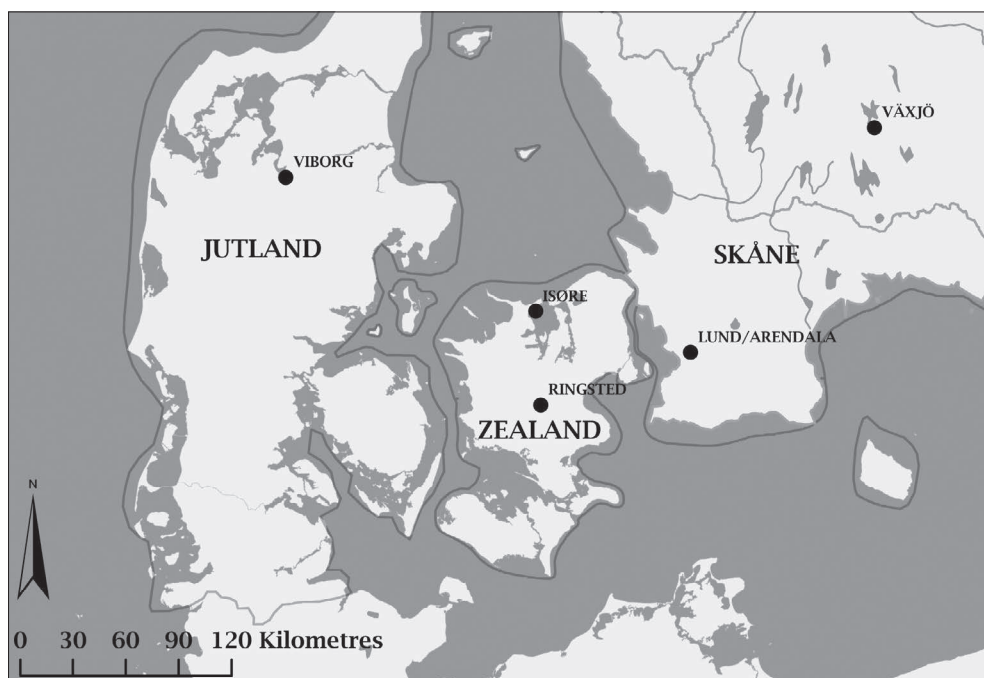 VÄXJÖ
VIBORG
JUTLAND
SKÅNE
ISØRE
LUND/ARENDALA
RINGSTED
ZEALAND
N
0 30 60 90 120 Kilometres